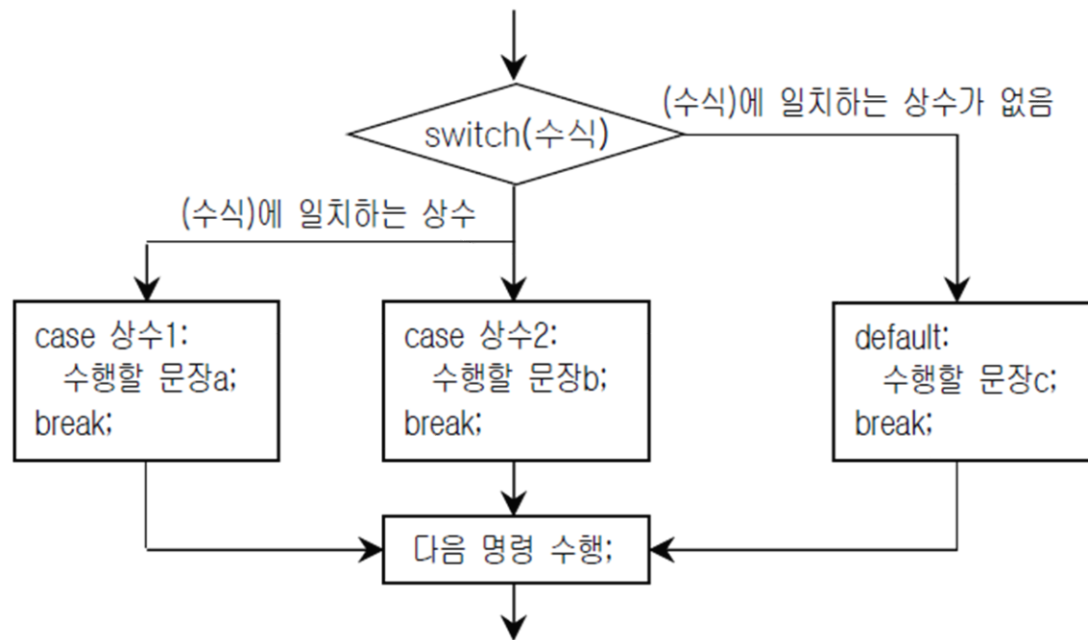 (수식)에 일치하는 상수가 없음
switch(수식)
(수식)에 일치하는 상수
case 상수1:
수행할 문장a;
break;
case 상수2:
수행할 문장b;
break;
default:
수행할 문장c;
break;
다음 명령 수행;